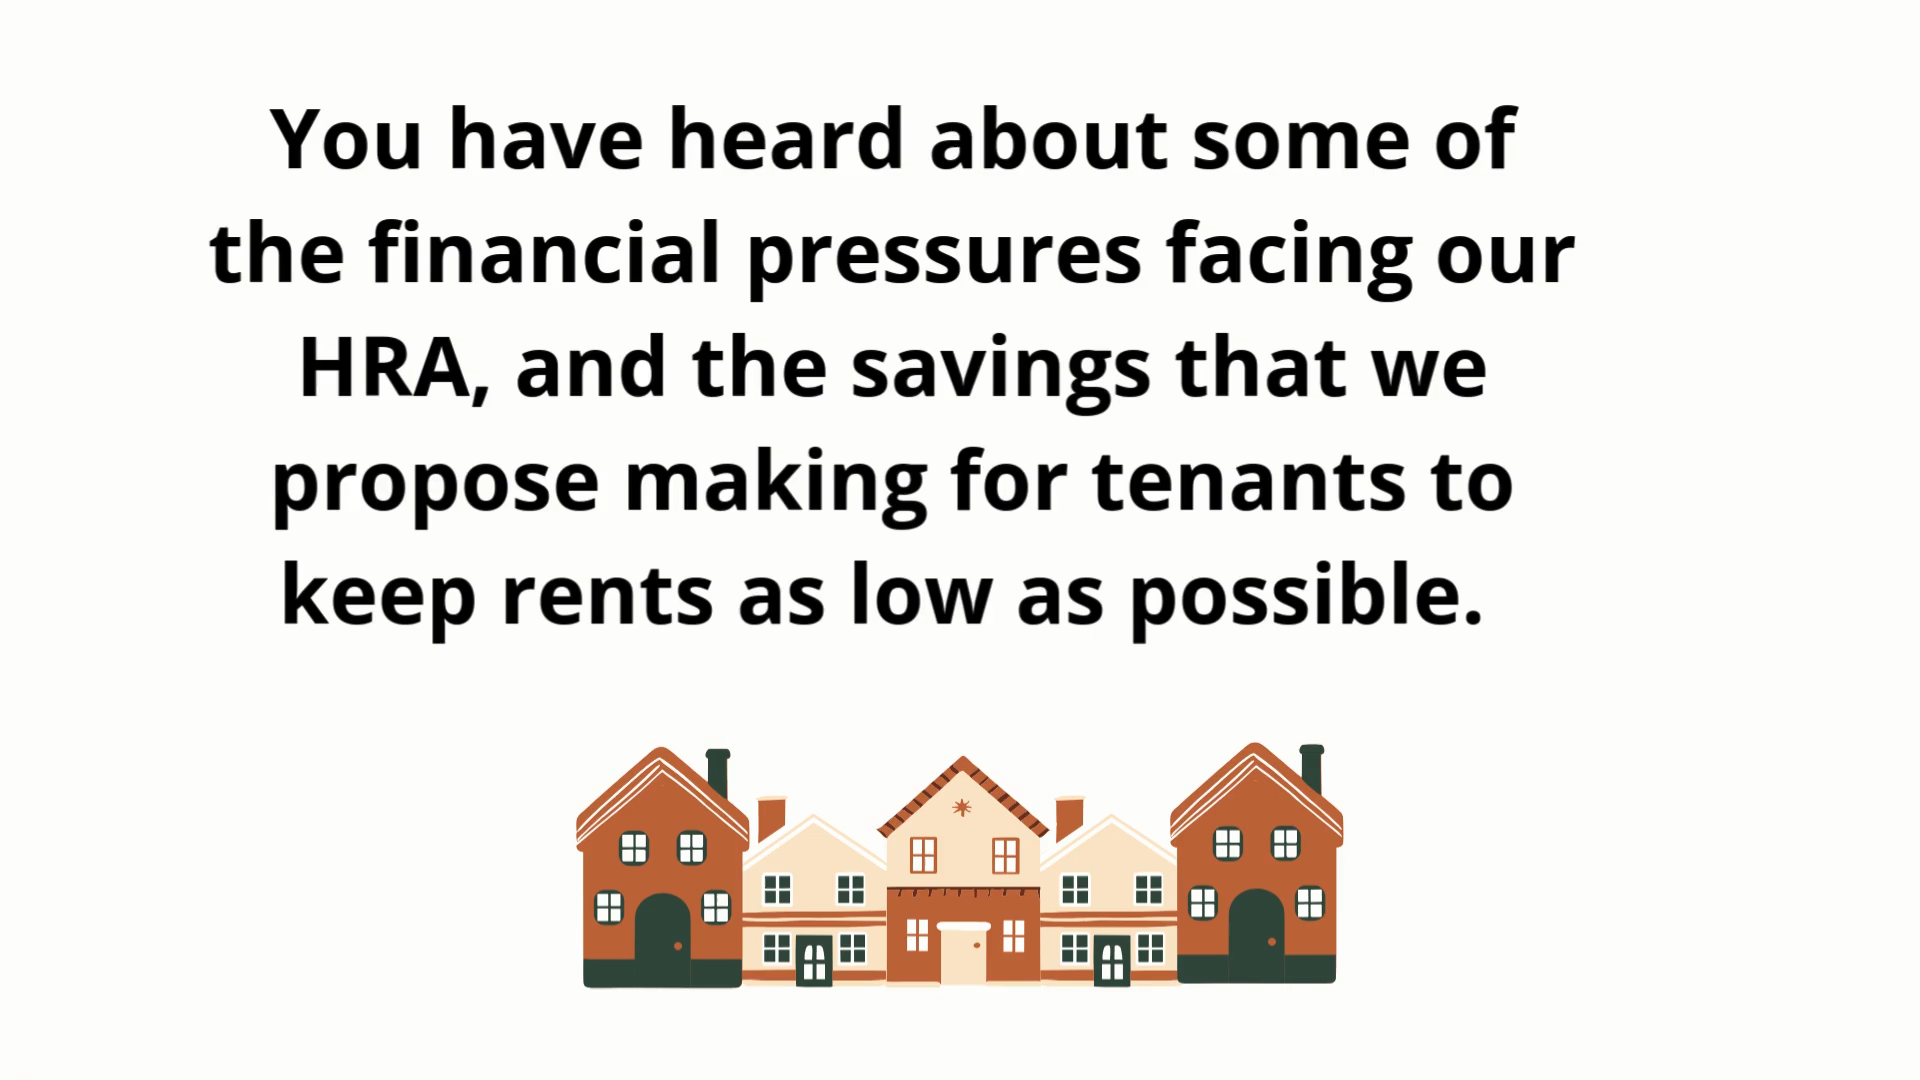 You have heard about some of
the financial pressures facing our
HRA, and the savings that we
propose making for tenants to
keep rents as low as possible.